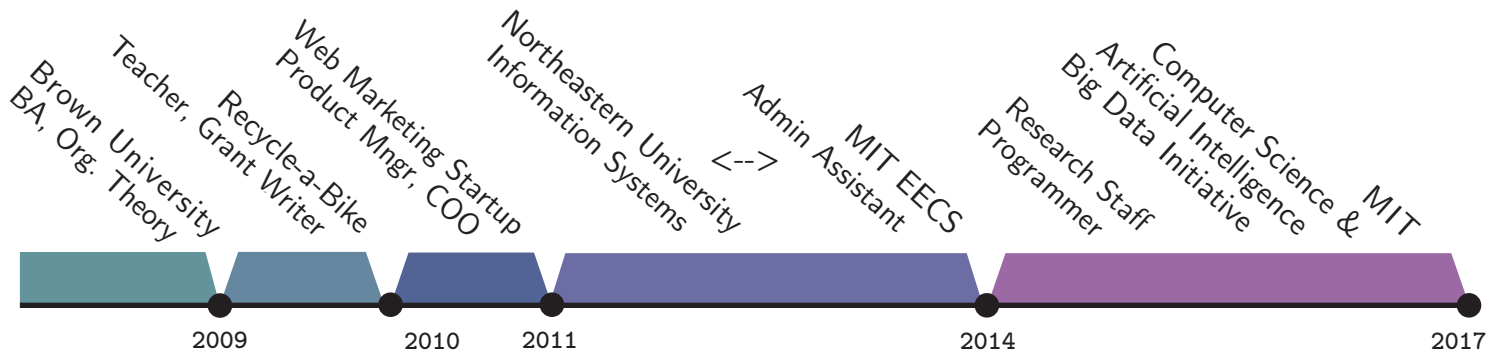 Brown University
BA, Org. Theory
Recycle-a-Bike
Teacher, Grant Writer
Web Marketing Startup
Product Mngr, COO
Northeastern University
Information Systems
<-->
MIT EECS
Admin Assistant
Research Staff
Programmer
MIT
Computer Science &
Artificial Intelligence
Big Data Initiative
2009
2010
2011
2014
2017